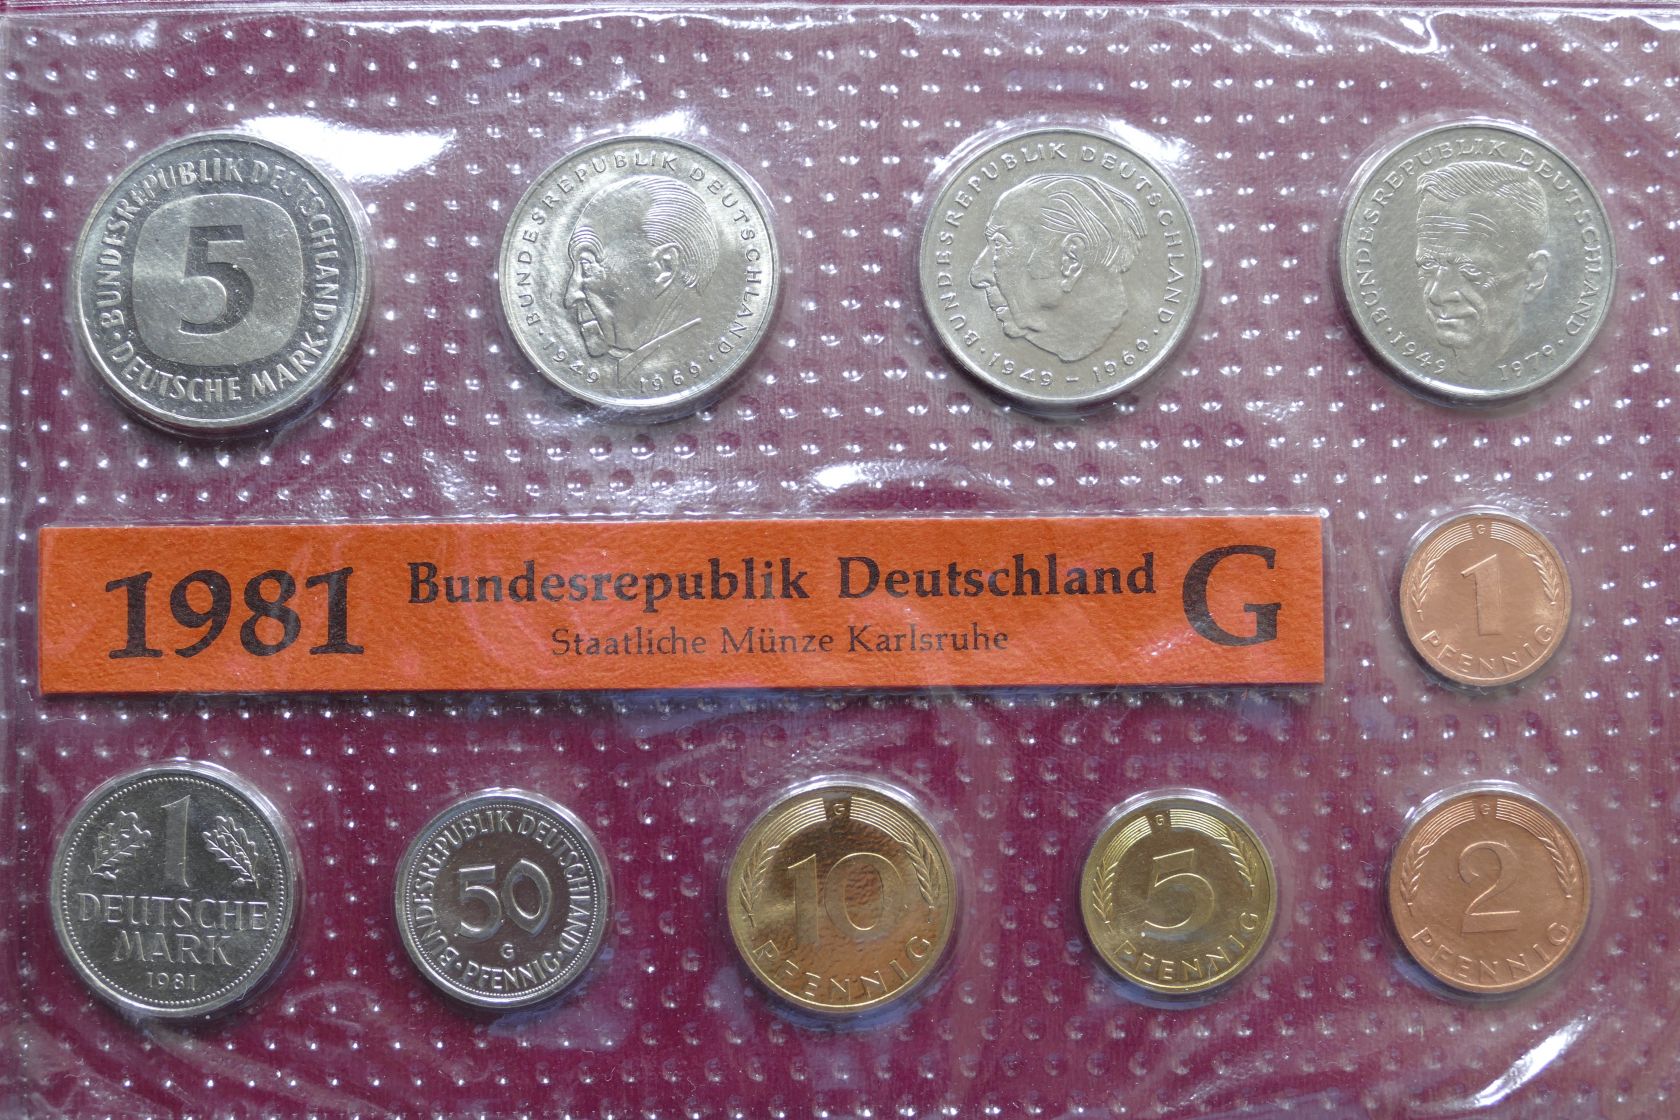 BUNDESREPUBLIK DEUTSCHLAND
5
DEUTSCHE MARK
BUNDESREPUBLIK DEUTSCHLAND
1949 1969
BUNDESREPUBLIK DEUTSCHLAND
1949 - 1969
BUNDESREPUBLIK DEUTSCHLAND
1949 1979
1981 Bundesrepublik Deutschland G
Staatliche Münze Karlsruhe
G
1
PFENNIG
1
DEUTSCHE
MARK
1981
BUNDESREPUBLIK DEUTSCHLAND
50
G
PFENNIG
G
10
PFENNIG
G
5
PFENNIG
G
2
PFENNIG